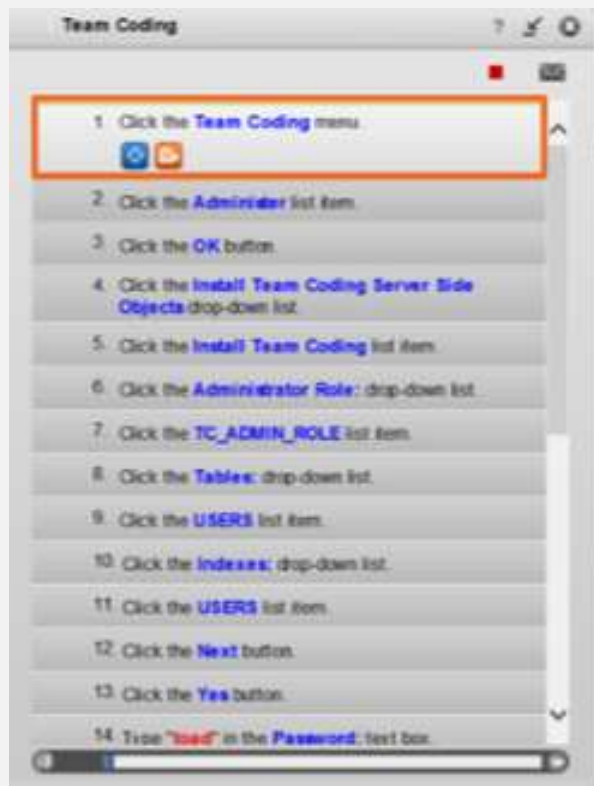 Team Coding ?
1 Click the Team Coding menu.
2. Click the Administer list item.
3. Click the OK button.
4. Click the Install Team Coding Server Side
Objects drop-down list.
5. Click the Install Team Coding list item.
6. Click the Administrator Role: drop-down list.
7. Click the TC_ADMIN_ROLE list item.
8. Click the Tables: drop-down list.
9. Click the USERS list item.
10. Click the Indexes: drop-down list.
11. Click the USERS list item.
12. Click the Next button.
13. Click the Yes button.
14. Type "toad" in the Password: text box.